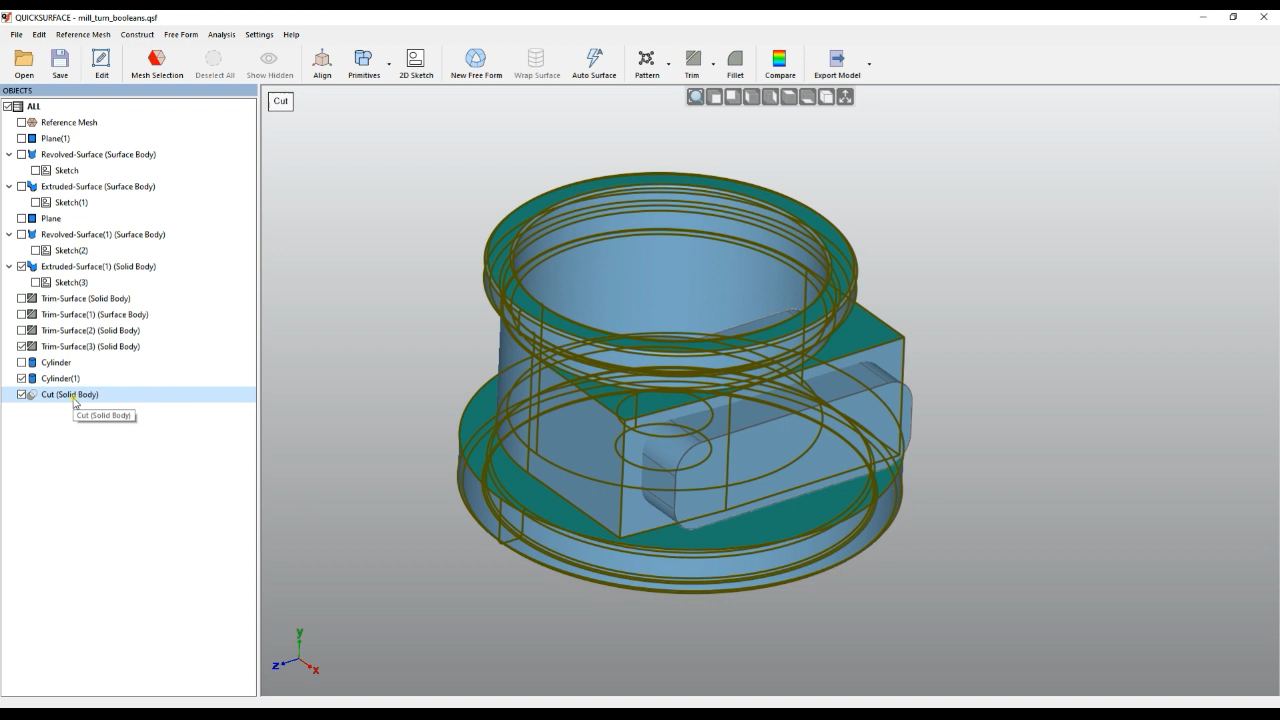 QUICKSURFACE - mill_turn_booleans.qsf
File Edit Reference Mesh Construct Free Form Analysis Settings Help
Open Save Edit Mesh Selection Deselect All Show Hidden Align Primitives 2D Sketch New Free Form Wrap Surface Auto Surface Pattern Trim Fillet Compare Export Model
OBJECTS
ALL
Reference Mesh
Plane(1)
Revolved-Surface (Surface Body)
Sketch
Extruded-Surface (Surface Body)
Sketch(1)
Plane
Revolved-Surface(1) (Surface Body)
Sketch(2)
Extruded-Surface(1) (Solid Body)
Sketch(3)
Trim-Surface (Solid Body)
Trim-Surface(1) (Surface Body)
Trim-Surface(2) (Solid Body)
Trim-Surface(3) (Solid Body)
Cylinder
Cylinder(1)
Cut (Solid Body)
Cut (Solid Body)
Cut
y
z
x